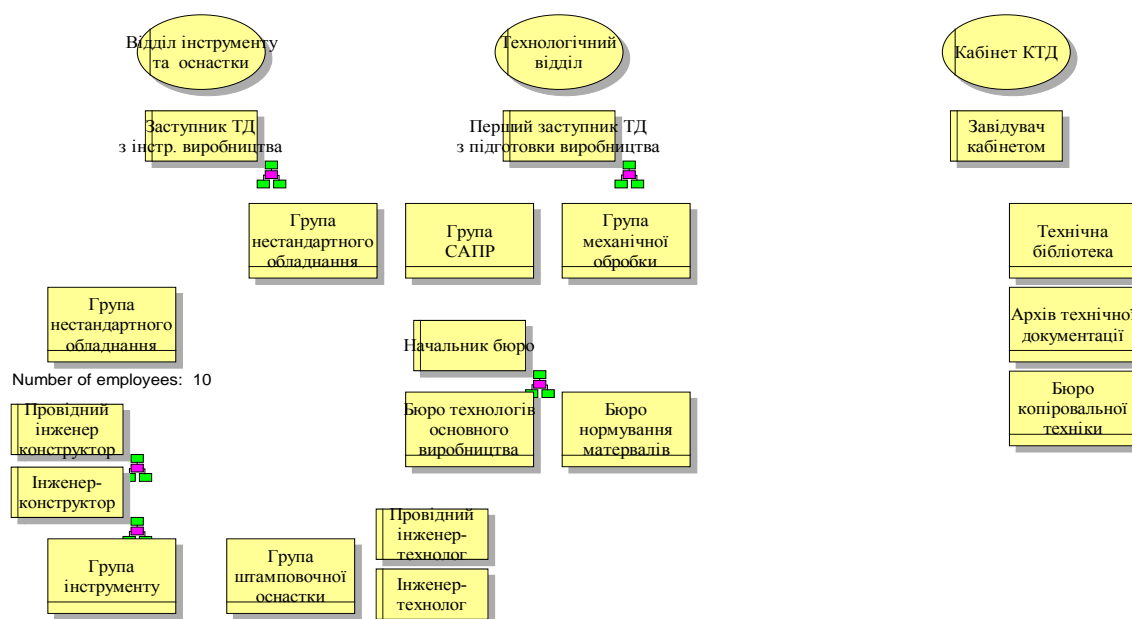 Відділ інструменту
та оснастки
Технологічний
відділ
Кабінет КТД
Заступник ТД
з інстр. виробництва
Перший заступник ТД
з підготовки виробництва
Завідувач
кабінетом
Група
нестандартного
обладнання
Група
САПР
Група
механічної
обробки
Технічна
бібліотека
Група
нестандартного
обладнання
Number of employees: 10
Начальник бюро
Архів технічної
документації
Провідний
інженер
конструктор
Бюро технологів
основного
виробництва
Бюро
нормування
матервалів
Бюро
копіровальної
техніки
Інженер-
конструктор
Група
інструменту
Група
штамповочної
оснастки
Провідний
інженер-
технолог
Інженер-
технолог